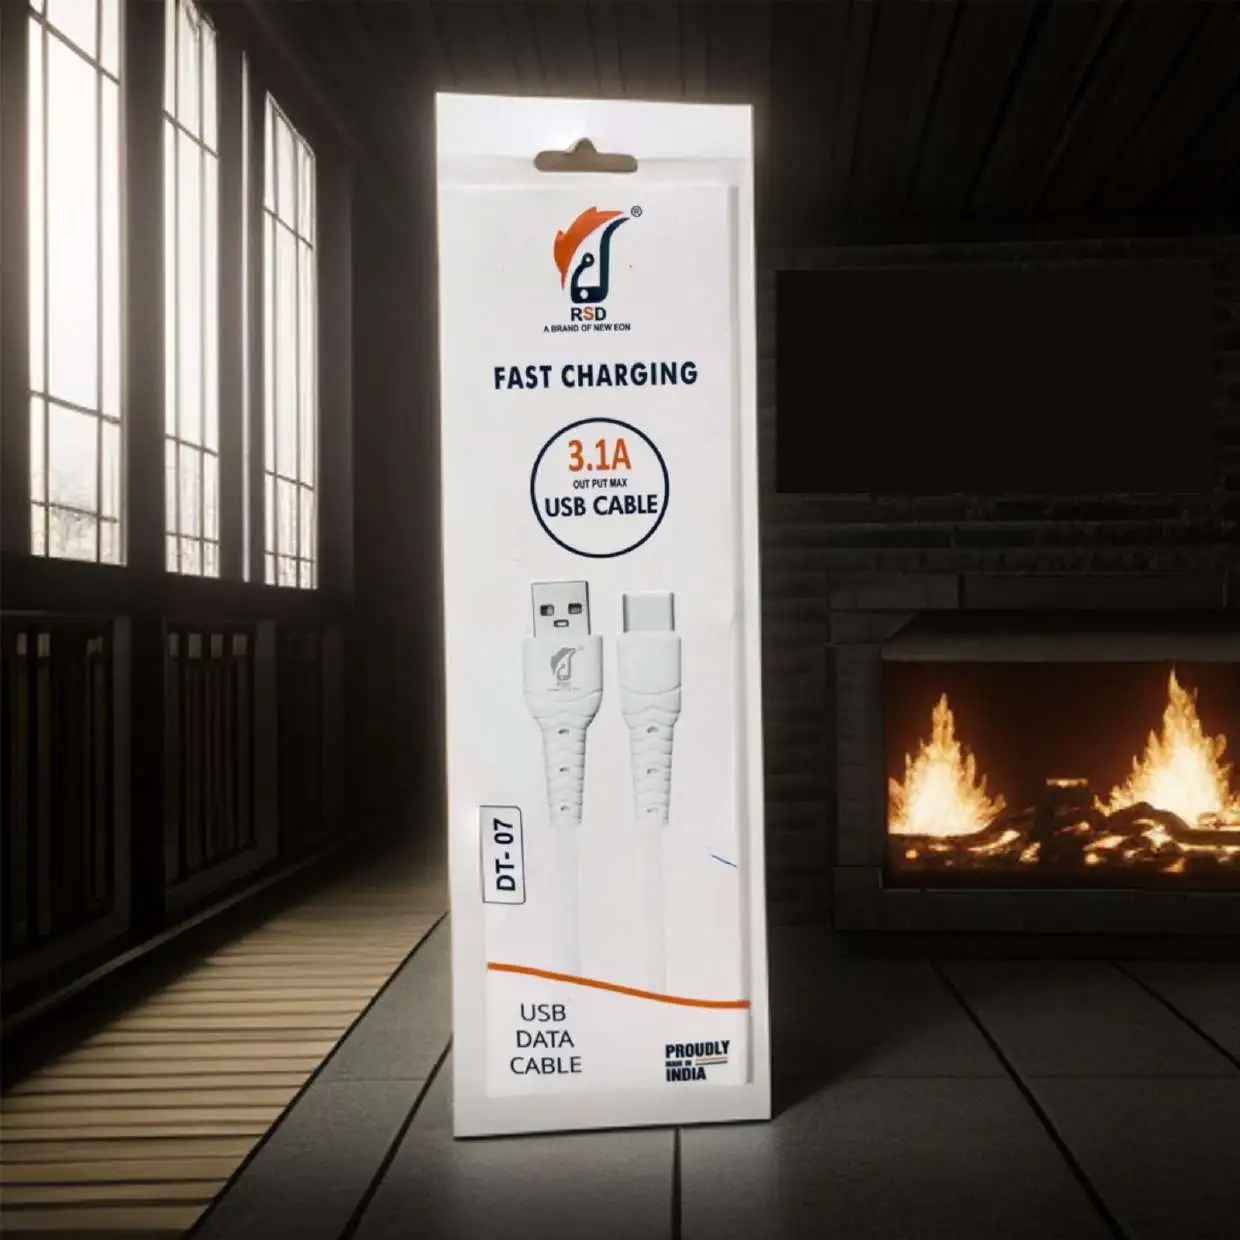 ®
RSD
A BRAND OF NEW EON
FAST CHARGING
3.1A
OUT PUT MAX
USB CABLE
RSD
DT-07
USB
DATA
CABLE
PROUDLY
MADE IN
INDIA